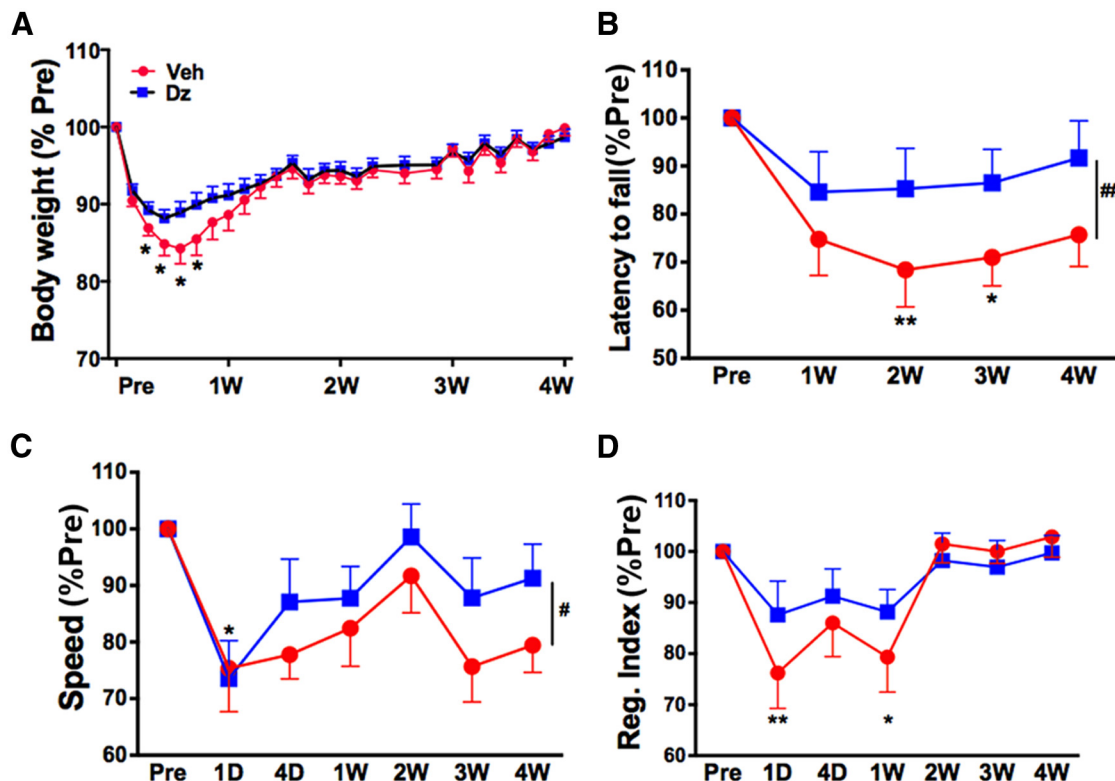 A
Body weight (% Pre)
110
100
90
80
70
Veh
Dz
*
*
*
*
Pre 1W 2W 3W 4W
B
Latency to fall(%Pre)
110
100
90
80
70
60
50
**
*
##
Pre 1W 2W 3W 4W
C
Speed (%Pre)
110
100
90
80
70
60
*
#
Pre 1D 4D 1W 2W 3W 4W
D
Reg. Index (%Pre)
110
100
90
80
70
60
**
*
Pre 1D 4D 1W 2W 3W 4W